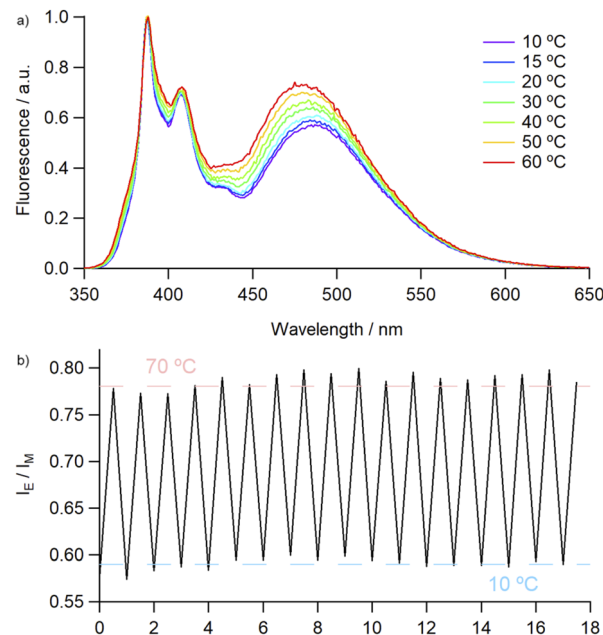 a)
Fluorescence / a.u.
1.0
0.8
0.6
0.4
0.2
0.0
10 ºC
15 ºC
20 ºC
30 ºC
40 ºC
50 ºC
60 ºC
350 400 450 500 550 600 650
Wavelength / nm
b)
I_E / I_M
0.80
0.75
0.70
0.65
0.60
0.55
70 ºC
10 ºC
0 2 4 6 8 10 12 14 16 18